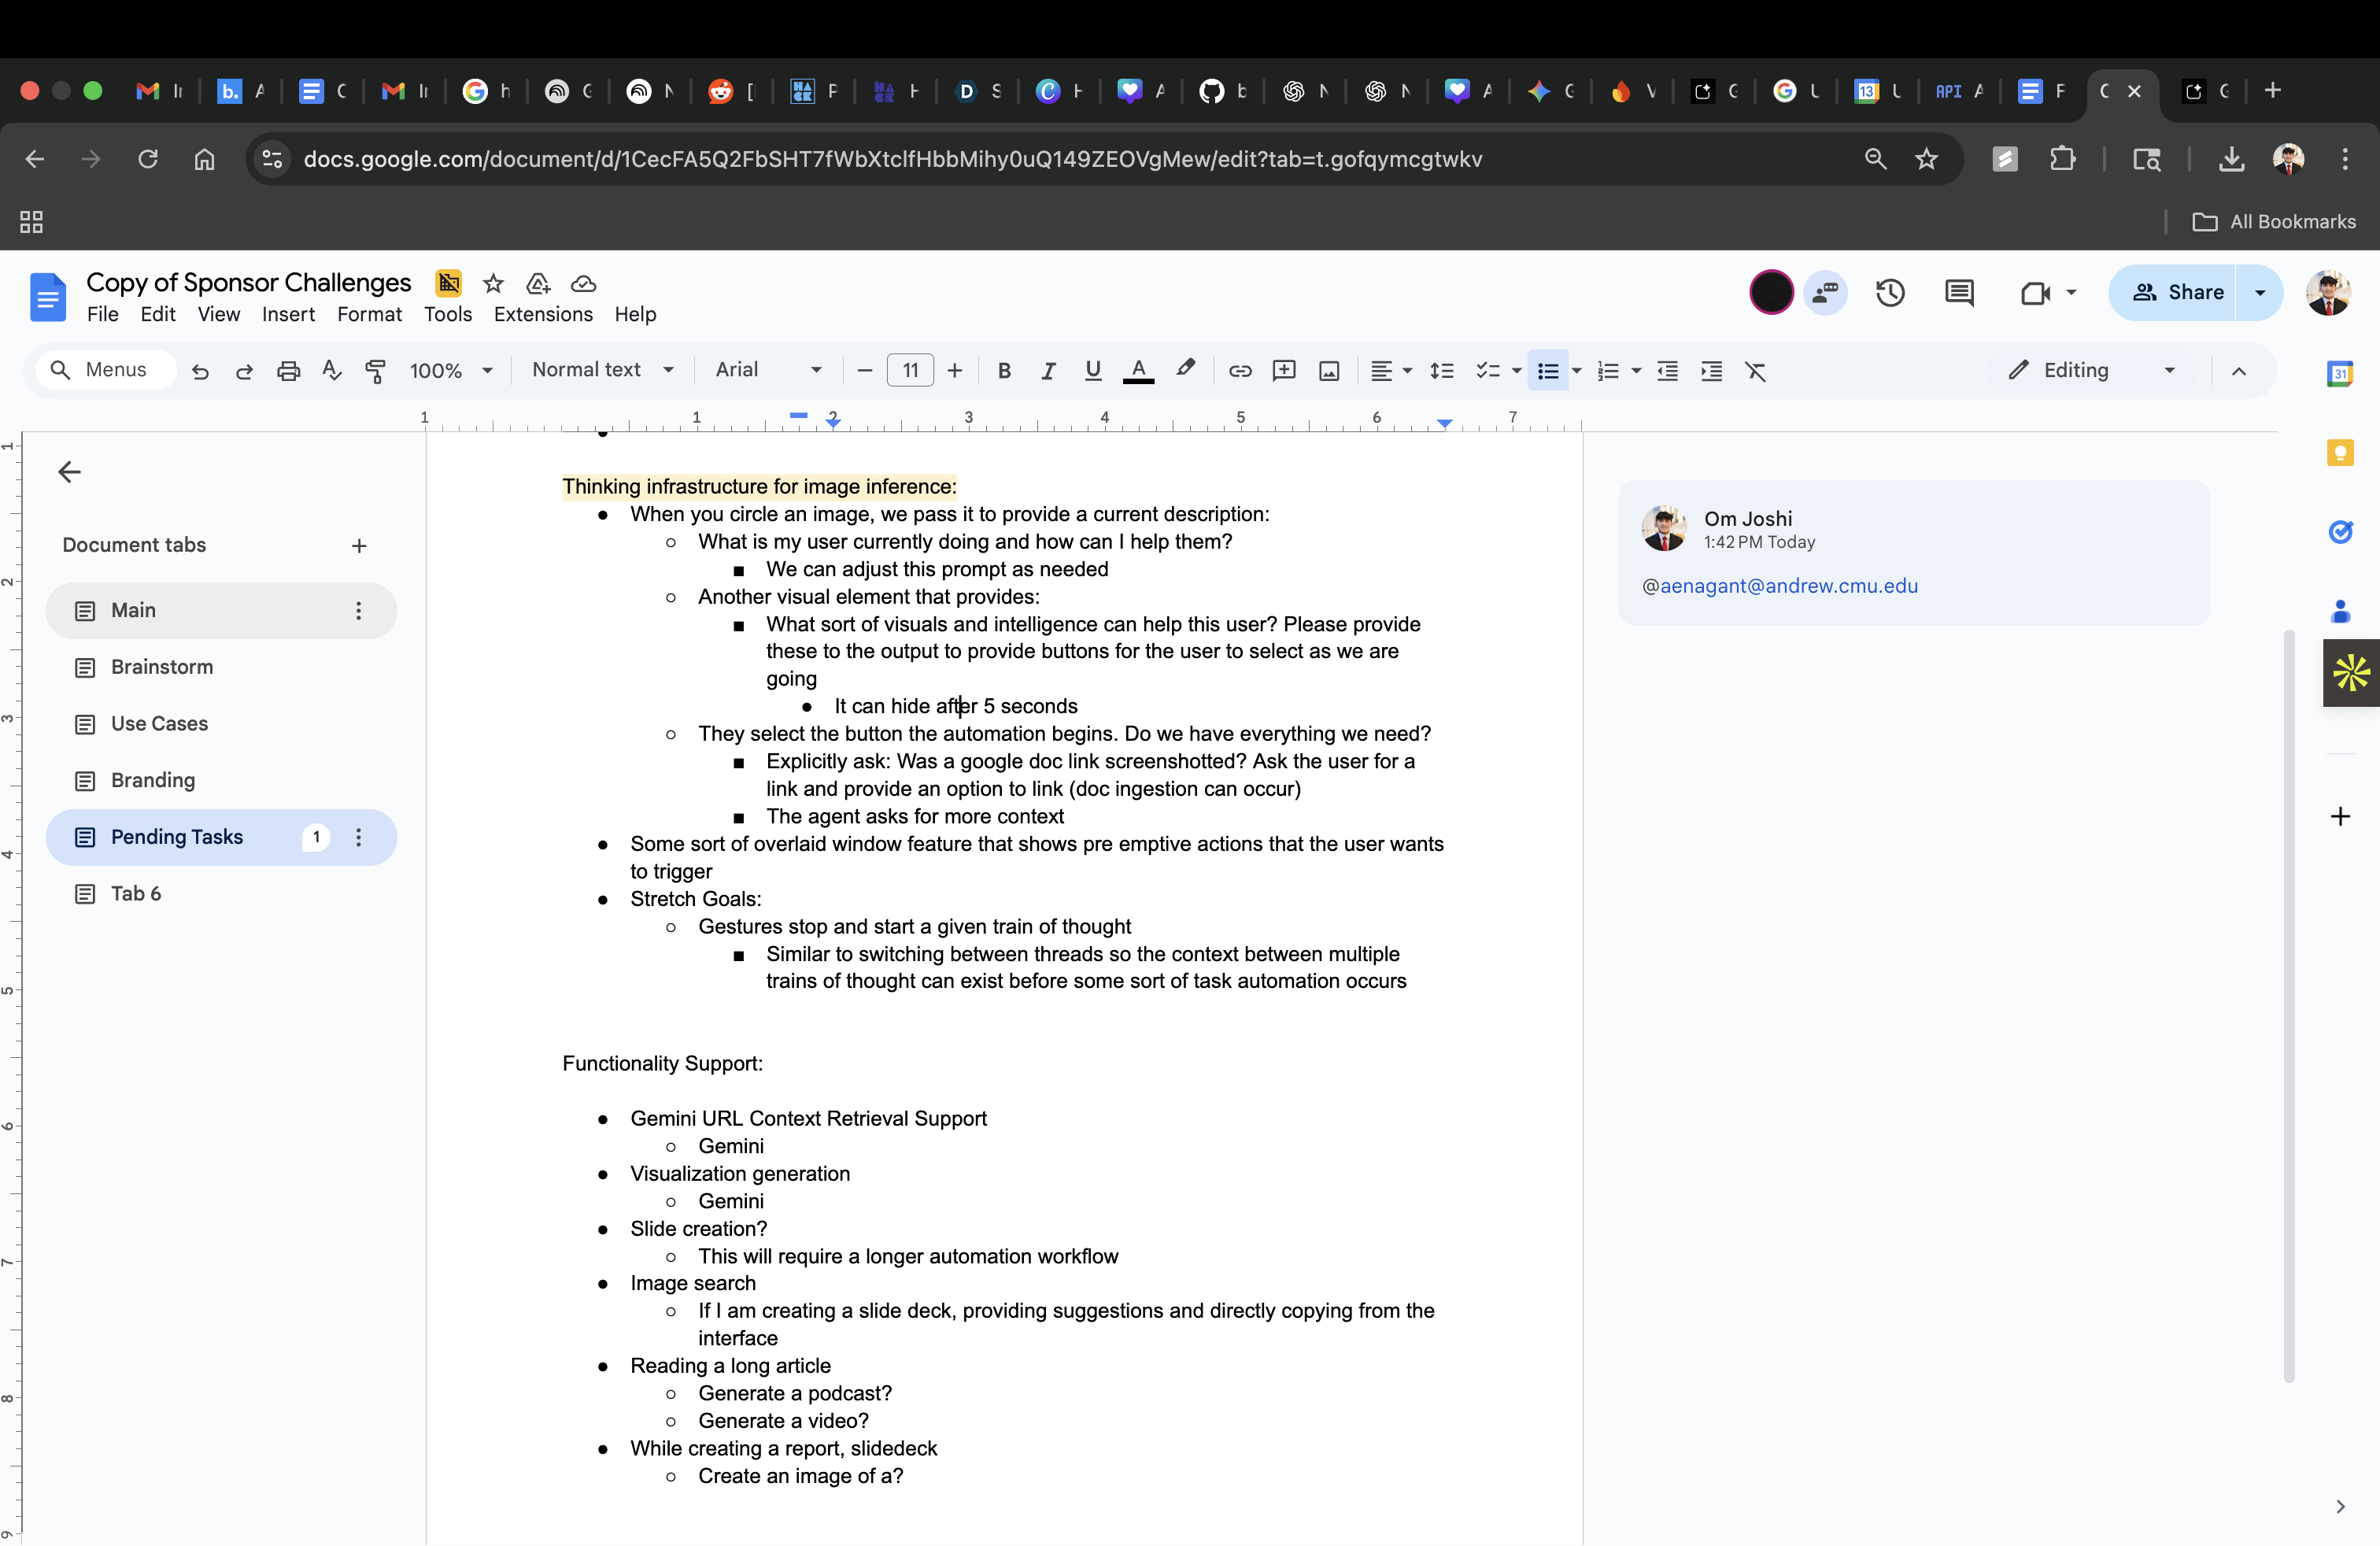 docs.google.com/document/d/1CecFA5Q2FbSHT7fWbXtclfHbbMihy0uQ149ZEOVgMew/edit?tab=t.gofqymcgtwkv
All Bookmarks
Copy of Sponsor Challenges
File Edit View Insert Format Tools Extensions Help
Share
Menus 100% Normal text Arial 11 Editing
1 1 2 3 4 5 6 7
Document tabs
Main
Brainstorm
Use Cases
Branding
Pending Tasks 1
Tab 6
Thinking infrastructure for image inference:
● When you circle an image, we pass it to provide a current description:
○ What is my user currently doing and how can I help them?
■ We can adjust this prompt as needed
○ Another visual element that provides:
■ What sort of visuals and intelligence can help this user? Please provide
these to the output to provide buttons for the user to select as we are
going
● It can hide after 5 seconds
○ They select the button the automation begins. Do we have everything we need?
■ Explicitly ask: Was a google doc link screenshotted? Ask the user for a
link and provide an option to link (doc ingestion can occur)
■ The agent asks for more context
● Some sort of overlaid window feature that shows pre emptive actions that the user wants
to trigger
● Stretch Goals:
○ Gestures stop and start a given train of thought
■ Similar to switching between threads so the context between multiple
trains of thought can exist before some sort of task automation occurs
Functionality Support:
● Gemini URL Context Retrieval Support
○ Gemini
● Visualization generation
○ Gemini
● Slide creation?
○ This will require a longer automation workflow
● Image search
○ If I am creating a slide deck, providing suggestions and directly copying from the
interface
● Reading a long article
○ Generate a podcast?
○ Generate a video?
● While creating a report, slidedeck
○ Create an image of a?
Om Joshi
1:42 PM Today
@aenagant@andrew.cmu.edu